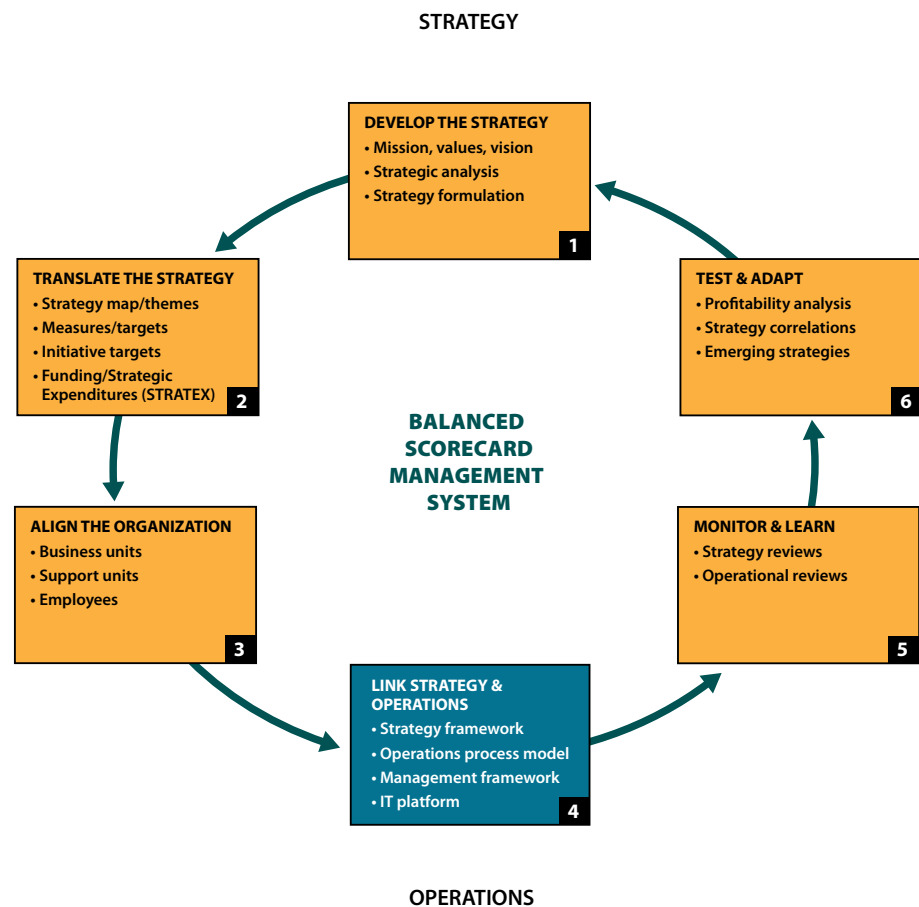 STRATEGY
DEVELOP THE STRATEGY
• Mission, values, vision
• Strategic analysis
• Strategy formulation
1
TRANSLATE THE STRATEGY
• Strategy map/themes
• Measures/targets
• Initiative targets
• Funding/Strategic
Expenditures (STRATEX)
2
ALIGN THE ORGANIZATION
• Business units
• Support units
• Employees
3
LINK STRATEGY &
OPERATIONS
• Strategy framework
• Operations process model
• Management framework
• IT platform
4
MONITOR & LEARN
• Strategy reviews
• Operational reviews
5
TEST & ADAPT
• Profitability analysis
• Strategy correlations
• Emerging strategies
6
BALANCED
SCORECARD
MANAGEMENT
SYSTEM
OPERATIONS